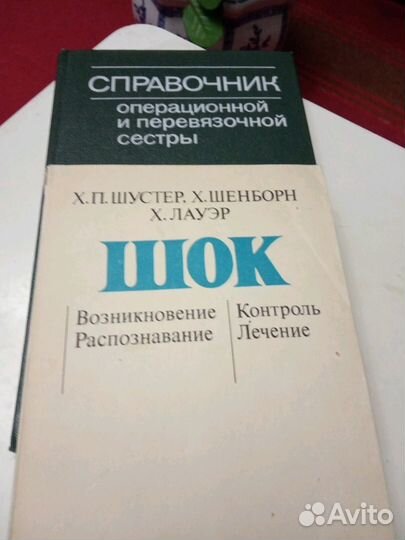 СПРАВОЧНИК
операционной
и перевязочной
сестры
Х.П. ШУСТЕР, Х. ШЕНБОРН
Х. ЛАУЭР
ШОК
Возникновение
Распознавание
Контроль
Лечение
Avito